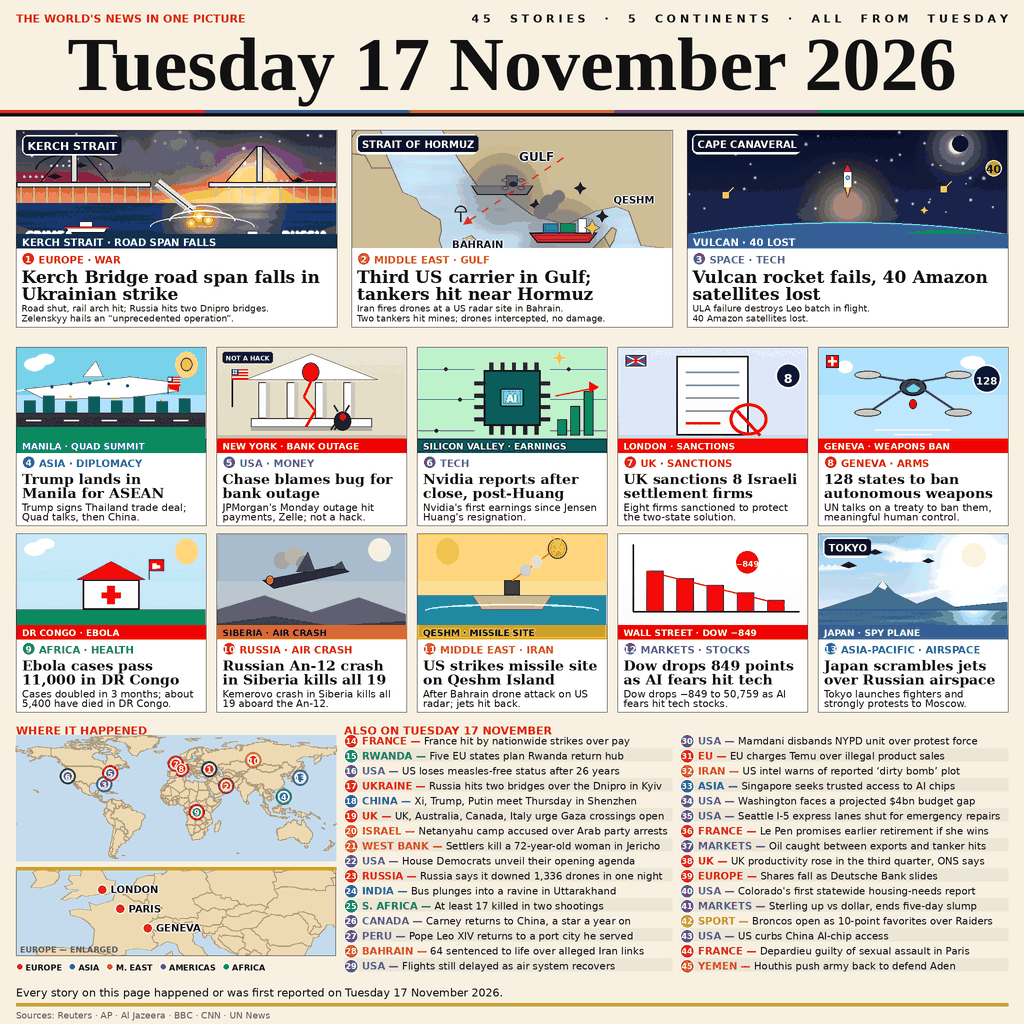 THE WORLD'S NEWS IN ONE PICTURE
45 STORIES · 5 CONTINENTS · ALL FROM TUESDAY
Tuesday 17 November 2026
KERCH STRAIT
KERCH STRAIT · ROAD SPAN FALLS
1 EUROPE · WAR
Kerch Bridge road span falls in
Ukrainian strike
Road shut, rail arch hit; Russia hits two Dnipro bridges.
Zelenskyy hails an “unprecedented operation”.
STRAIT OF HORMUZ
GULF
QESHM
BAHRAIN
2 MIDDLE EAST · GULF
Third US carrier in Gulf;
tankers hit near Hormuz
Iran fires drones at a US radar site in Bahrain.
Two tankers hit mines; drones intercepted, no damage.
CAPE CANAVERAL
40
VULCAN · 40 LOST
3 SPACE · TECH
Vulcan rocket fails, 40 Amazon
satellites lost
ULA failure destroys Leo batch in flight.
40 Amazon satellites lost.
MANILA · QUAD SUMMIT
4 ASIA · DIPLOMACY
Trump lands in
Manila for ASEAN
Trump signs Thailand trade deal;
Quad talks, then China.
NOT A HACK
NEW YORK · BANK OUTAGE
5 USA · MONEY
Chase blames bug for
bank outage
JPMorgan's Monday outage hit
payments, Zelle; not a hack.
AI
SILICON VALLEY · EARNINGS
6 TECH
Nvidia reports after
close, post-Huang
Nvidia's first earnings since Jensen
Huang's resignation.
8
LONDON · SANCTIONS
7 UK · SANCTIONS
UK sanctions 8 Israeli
settlement firms
Eight firms sanctioned to protect
the two-state solution.
128
GENEVA · WEAPONS BAN
8 GENEVA · ARMS
128 states to ban
autonomous weapons
UN talks on a treaty to ban them,
meaningful human control.
DR CONGO · EBOLA
9 AFRICA · HEALTH
Ebola cases pass
11,000 in DR Congo
Cases doubled in 3 months; about
5,400 have died in DR Congo.
SIBERIA · AIR CRASH
10 RUSSIA · AIR CRASH
Russian An-12 crash
in Siberia kills all 19
Kemerovo crash in Siberia kills all
19 aboard the An-12.
QESHM · MISSILE SITE
11 MIDDLE EAST · IRAN
US strikes missile site
on Qeshm Island
After Bahrain drone attack on US
radar; jets hit back.
−849
WALL STREET · DOW −849
12 MARKETS · STOCKS
Dow drops 849 points
as AI fears hit tech
Dow drops −849 to 50,759 as AI
fears hit tech stocks.
TOKYO
JAPAN · SPY PLANE
13 ASIA-PACIFIC · AIRSPACE
Japan scrambles jets
over Russian airspace
Tokyo launches fighters and
strongly protests to Moscow.
WHERE IT HAPPENED
6
5
3
7
8
1
10
2
13
4
9
LONDON
PARIS
GENEVA
EUROPE — ENLARGED
EUROPE ASIA M. EAST AMERICAS AFRICA
ALSO ON TUESDAY 17 NOVEMBER
14 FRANCE — France hit by nationwide strikes over pay
15 RWANDA — Five EU states plan Rwanda return hub
16 USA — US loses measles-free status after 26 years
17 UKRAINE — Russia hits two bridges over the Dnipro in Kyiv
18 CHINA — Xi, Trump, Putin meet Thursday in Shenzhen
19 UK — UK, Australia, Canada, Italy urge Gaza crossings open
20 ISRAEL — Netanyahu camp accused over Arab party arrests
21 WEST BANK — Settlers kill a 72-year-old woman in Jericho
22 USA — House Democrats unveil their opening agenda
23 RUSSIA — Russia says it downed 1,336 drones in one night
24 INDIA — Bus plunges into a ravine in Uttarakhand
25 S. AFRICA — At least 17 killed in two shootings
26 CANADA — Carney returns to China, a star a year on
27 PERU — Pope Leo XIV returns to a port city he served
28 BAHRAIN — 64 sentenced to life over alleged Iran links
29 USA — Flights still delayed as air system recovers
30 USA — Mamdani disbands NYPD unit over protest force
31 EU — EU charges Temu over illegal product sales
32 IRAN — US intel warns of reported ‘dirty bomb’ plot
33 ASIA — Singapore seeks trusted access to AI chips
34 USA — Washington faces a projected $4bn budget gap
35 USA — Seattle I-5 express lanes shut for emergency repairs
36 FRANCE — Le Pen promises earlier retirement if she wins
37 MARKETS — Oil caught between exports and tanker hits
38 UK — UK productivity rose in the third quarter, ONS says
39 EUROPE — Shares fall as Deutsche Bank slides
40 USA — Colorado's first statewide housing-needs report
41 MARKETS — Sterling up vs dollar, ends five-day slump
42 SPORT — Broncos open as 10-point favorites over Raiders
43 USA — US curbs China AI-chip access
44 FRANCE — Depardieu guilty of sexual assault in Paris
45 YEMEN — Houthis push army back to defend Aden
Every story on this page happened or was first reported on Tuesday 17 November 2026.
Sources: Reuters · AP · Al Jazeera · BBC · CNN · UN News